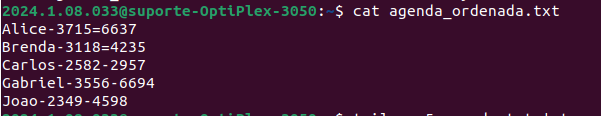 2024.1.08.033@suporte-OptiPlex-3050:~$ cat agenda_ordenada.txt
Alice-3715=6637
Brenda-3118=4235
Carlos-2582-2957
Gabriel-3556-6694
Joao-2349-4598